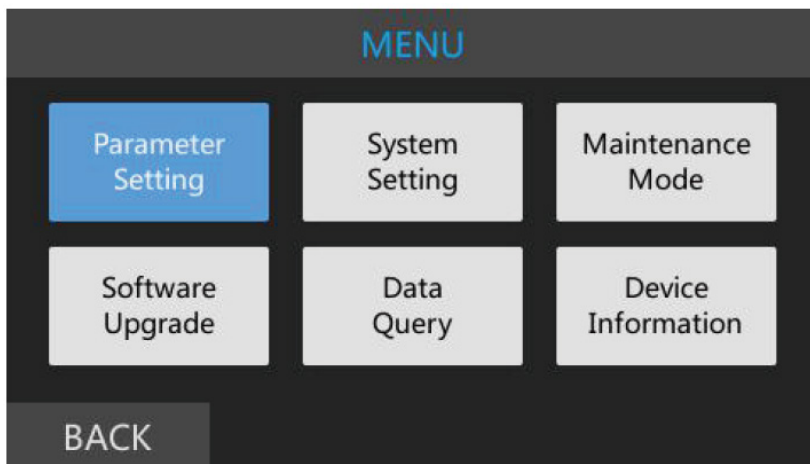 MENU
Parameter
Setting
System
Setting
Maintenance
Mode
Software
Upgrade
Data
Query
Device
Information
BACK